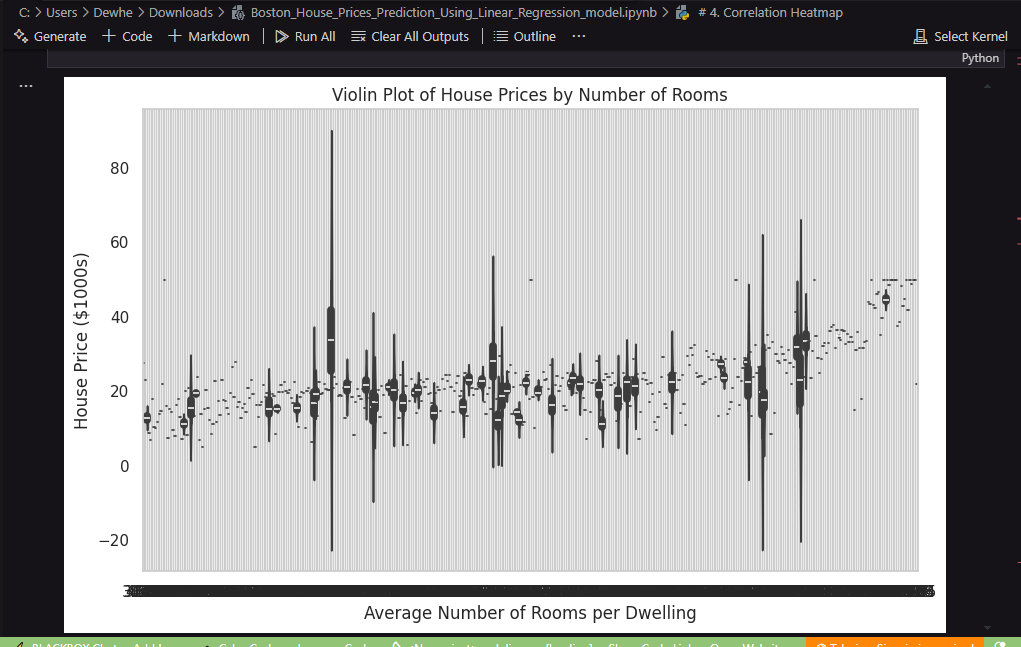 C: > Users > Dewhe > Downloads > Boston_House_Prices_Prediction_Using_Linear_Regression_model.ipynb > # 4. Correlation Heatmap
Generate + Code + Markdown Run All Clear All Outputs Outline ... Select Kernel
Python
...
Violin Plot of House Prices by Number of Rooms
80
60
40
20
0
−20
House Price ($1000s)
Average Number of Rooms per Dwelling